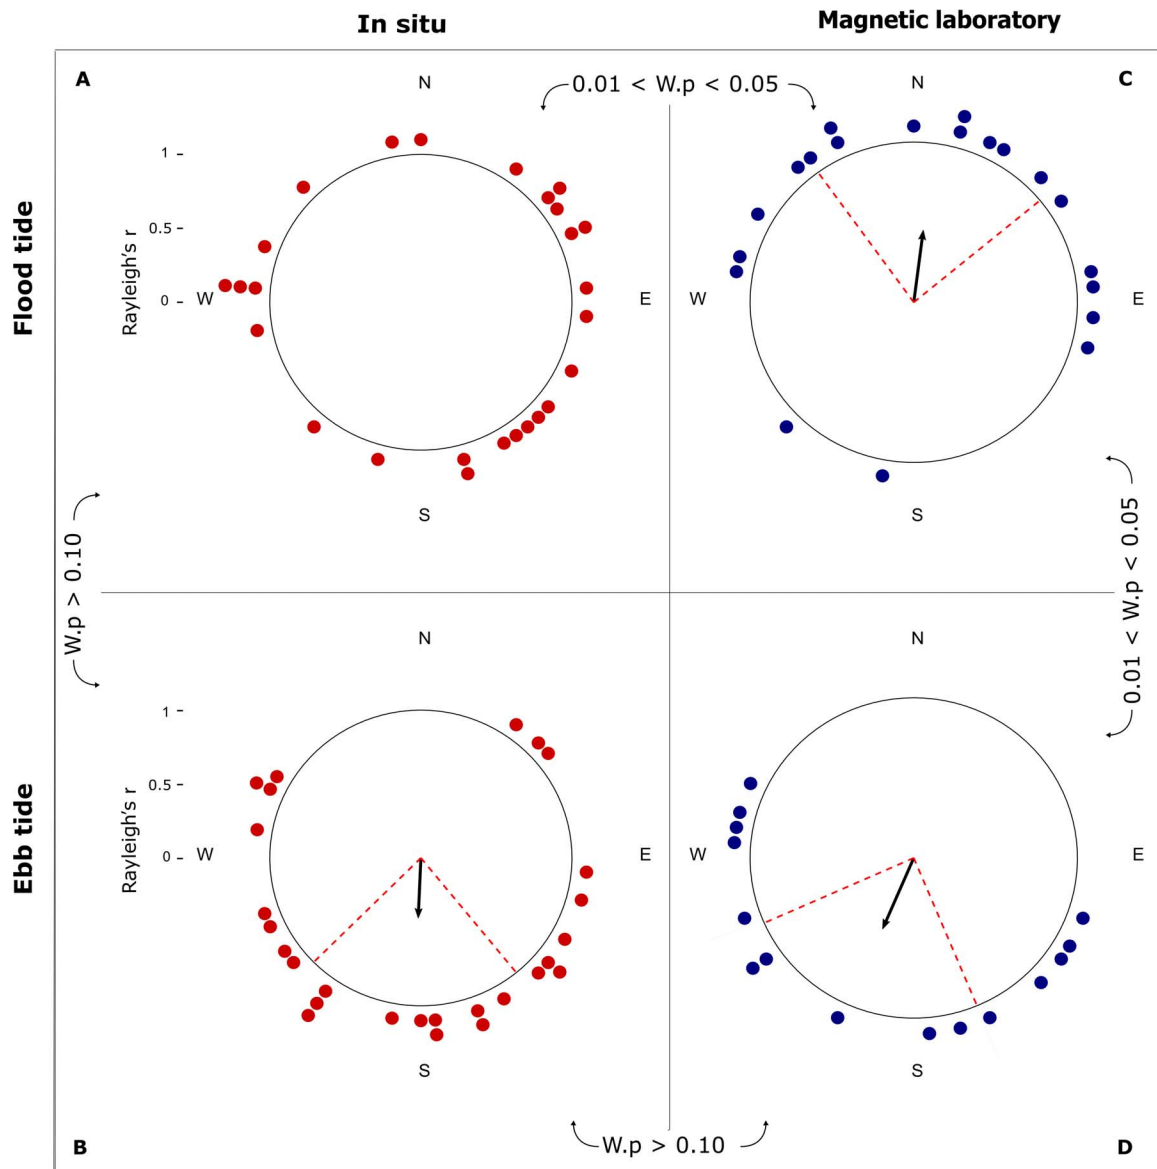 In situ
Magnetic laboratory
A
N
0.01 < W.p < 0.05
N
C
Flood tide
Rayleigh's r
1
0.5
0
W
E
W
E
S
S
W.p > 0.10
0.01 < W.p < 0.05
N
N
Ebb tide
Rayleigh's r
1
0.5
0
W
E
W
E
S
S
B
W.p > 0.10
D